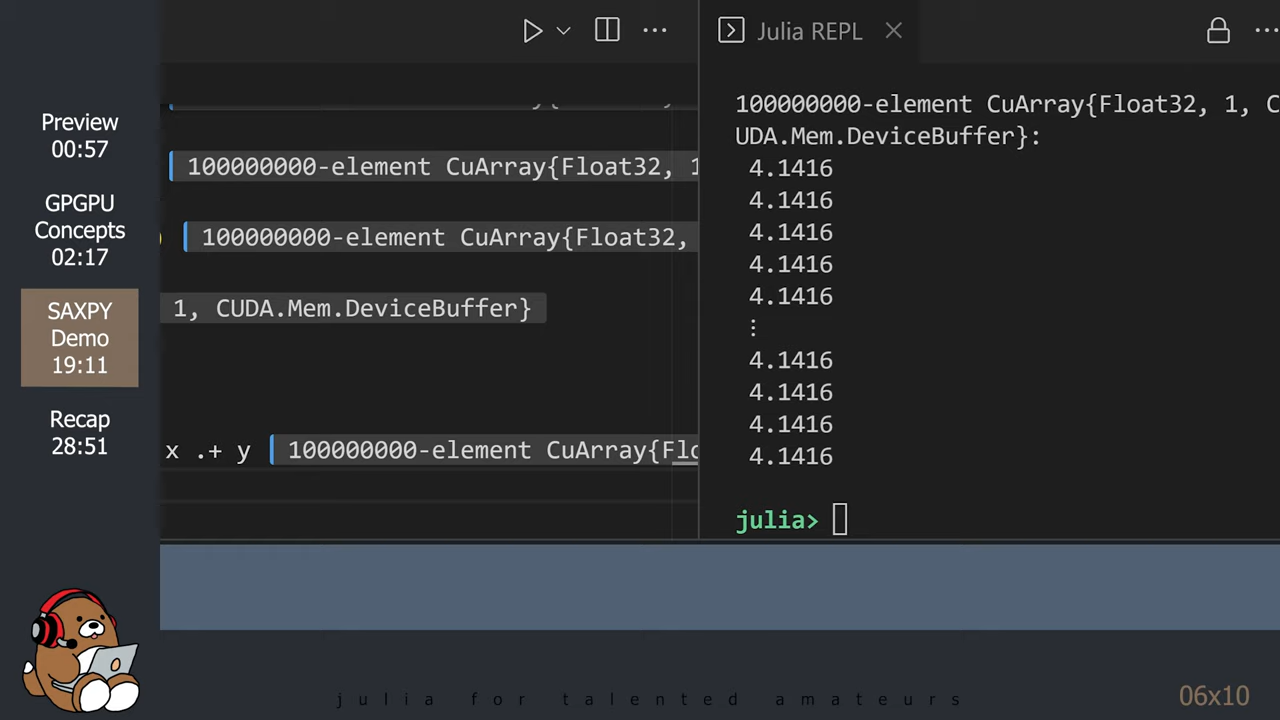 Preview
00:57
GPGPU
Concepts
02:17
SAXPY
Demo
19:11
Recap
28:51
100000000-element CuArray{Float32, 1
100000000-element CuArray{Float32,
1, CUDA.Mem.DeviceBuffer}
x .+ y 100000000-element CuArray{Flo
Julia REPL
100000000-element CuArray{Float32, 1, C
UDA.Mem.DeviceBuffer}:
4.1416
4.1416
4.1416
4.1416
4.1416
⋮
4.1416
4.1416
4.1416
4.1416
julia>
julia for talented amateurs
06x10